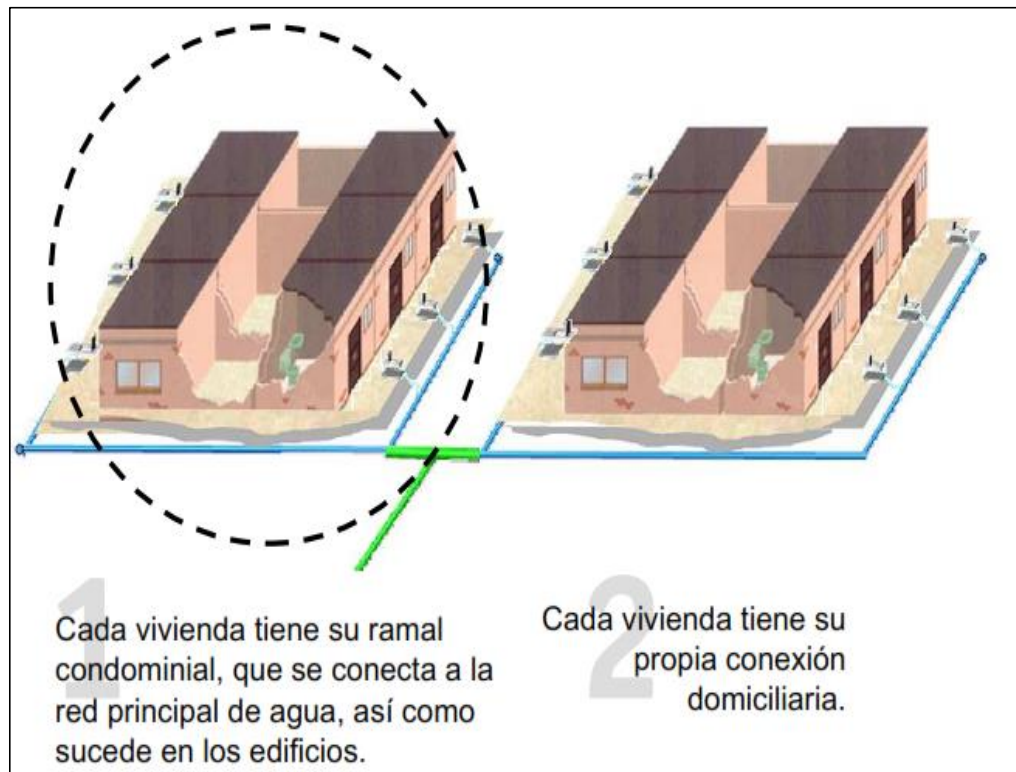 1
Cada vivienda tiene su ramal
condominial, que se conecta a la
red principal de agua, así como
sucede en los edificios.
2
Cada vivienda tiene su
propia conexión
domiciliaria.